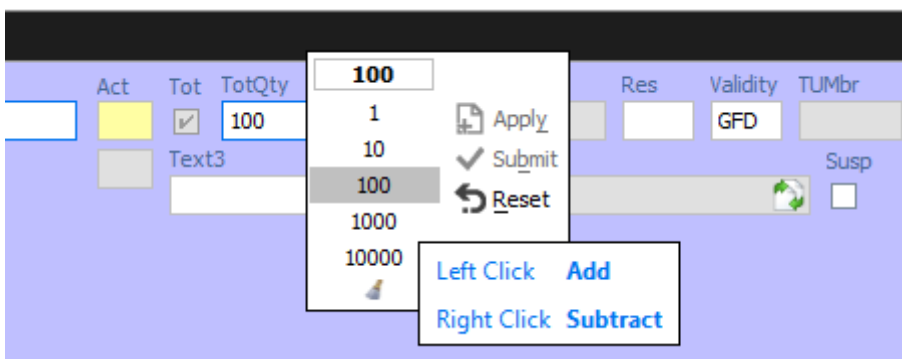 Act Tot TotQty Res Validity TUMbr
100 GFD
Text3 Susp
100
1
10
100
1000
10000
Apply
Submit
Reset
Left Click Add
Right Click Subtract